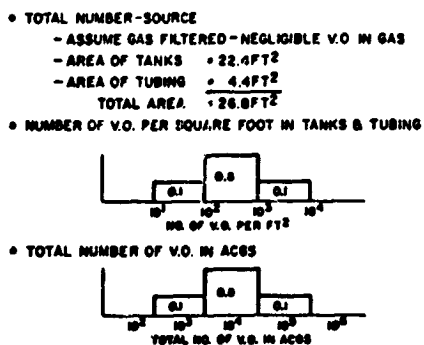 • TOTAL NUMBER-SOURCE
- ASSUME GAS FILTERED - NEGLIGIBLE V.O IN GAS
- AREA OF TANKS = 22.4FT²
- AREA OF TUBING = 4.4FT²
TOTAL AREA = 26.8FT²
• NUMBER OF V.O. PER SQUARE FOOT IN TANKS & TUBING
0.1 0.8 0.1
10¹ 10² 10³ 10⁴
NO. OF V.O. PER FT²
• TOTAL NUMBER OF V.O. IN ACGS
0.1 0.8 0.1
10² 10³ 10⁴ 10⁵ 10⁶
TOTAL NO. OF V.O. IN ACGS